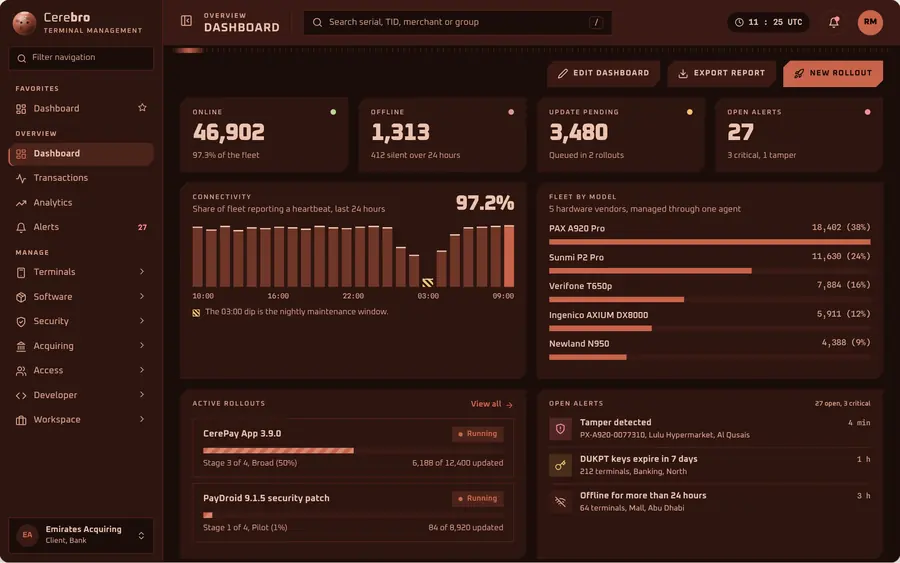 Cerebro
TERMINAL MANAGEMENT
Filter navigation
FAVORITES
Dashboard
OVERVIEW
Dashboard
Transactions
Analytics
Alerts 27
MANAGE
Terminals
Software
Security
Acquiring
Access
Developer
Workspace
EA
Emirates Acquiring
Client, Bank
OVERVIEW
DASHBOARD
Search serial, TID, merchant or group /
11 : 25 UTC
RM
EDIT DASHBOARD
EXPORT REPORT
NEW ROLLOUT
ONLINE
46,902
97.3% of the fleet
OFFLINE
1,313
412 silent over 24 hours
UPDATE PENDING
3,480
Queued in 2 rollouts
OPEN ALERTS
27
3 critical, 1 tamper
CONNECTIVITY
Share of fleet reporting a heartbeat, last 24 hours
97.2%
10:00 16:00 22:00 03:00 09:00
The 03:00 dip is the nightly maintenance window.
FLEET BY MODEL
5 hardware vendors, managed through one agent
PAX A920 Pro 18,402 (38%)
Sunmi P2 Pro 11,630 (24%)
Verifone T650p 7,884 (16%)
Ingenico AXIUM DX8000 5,911 (12%)
Newland N950 4,388 (9%)
ACTIVE ROLLOUTS View all
CerePay App 3.9.0 Running
Stage 3 of 4, Broad (50%) 6,188 of 12,400 updated
PayDroid 9.1.5 security patch Running
Stage 1 of 4, Pilot (1%) 84 of 8,920 updated
OPEN ALERTS 27 open, 3 critical
Tamper detected 4 min
PX-A920-0077310, Lulu Hypermarket, Al Qusais
DUKPT keys expire in 7 days 1 h
212 terminals, Banking, North
Offline for more than 24 hours 3 h
64 terminals, Mall, Abu Dhabi